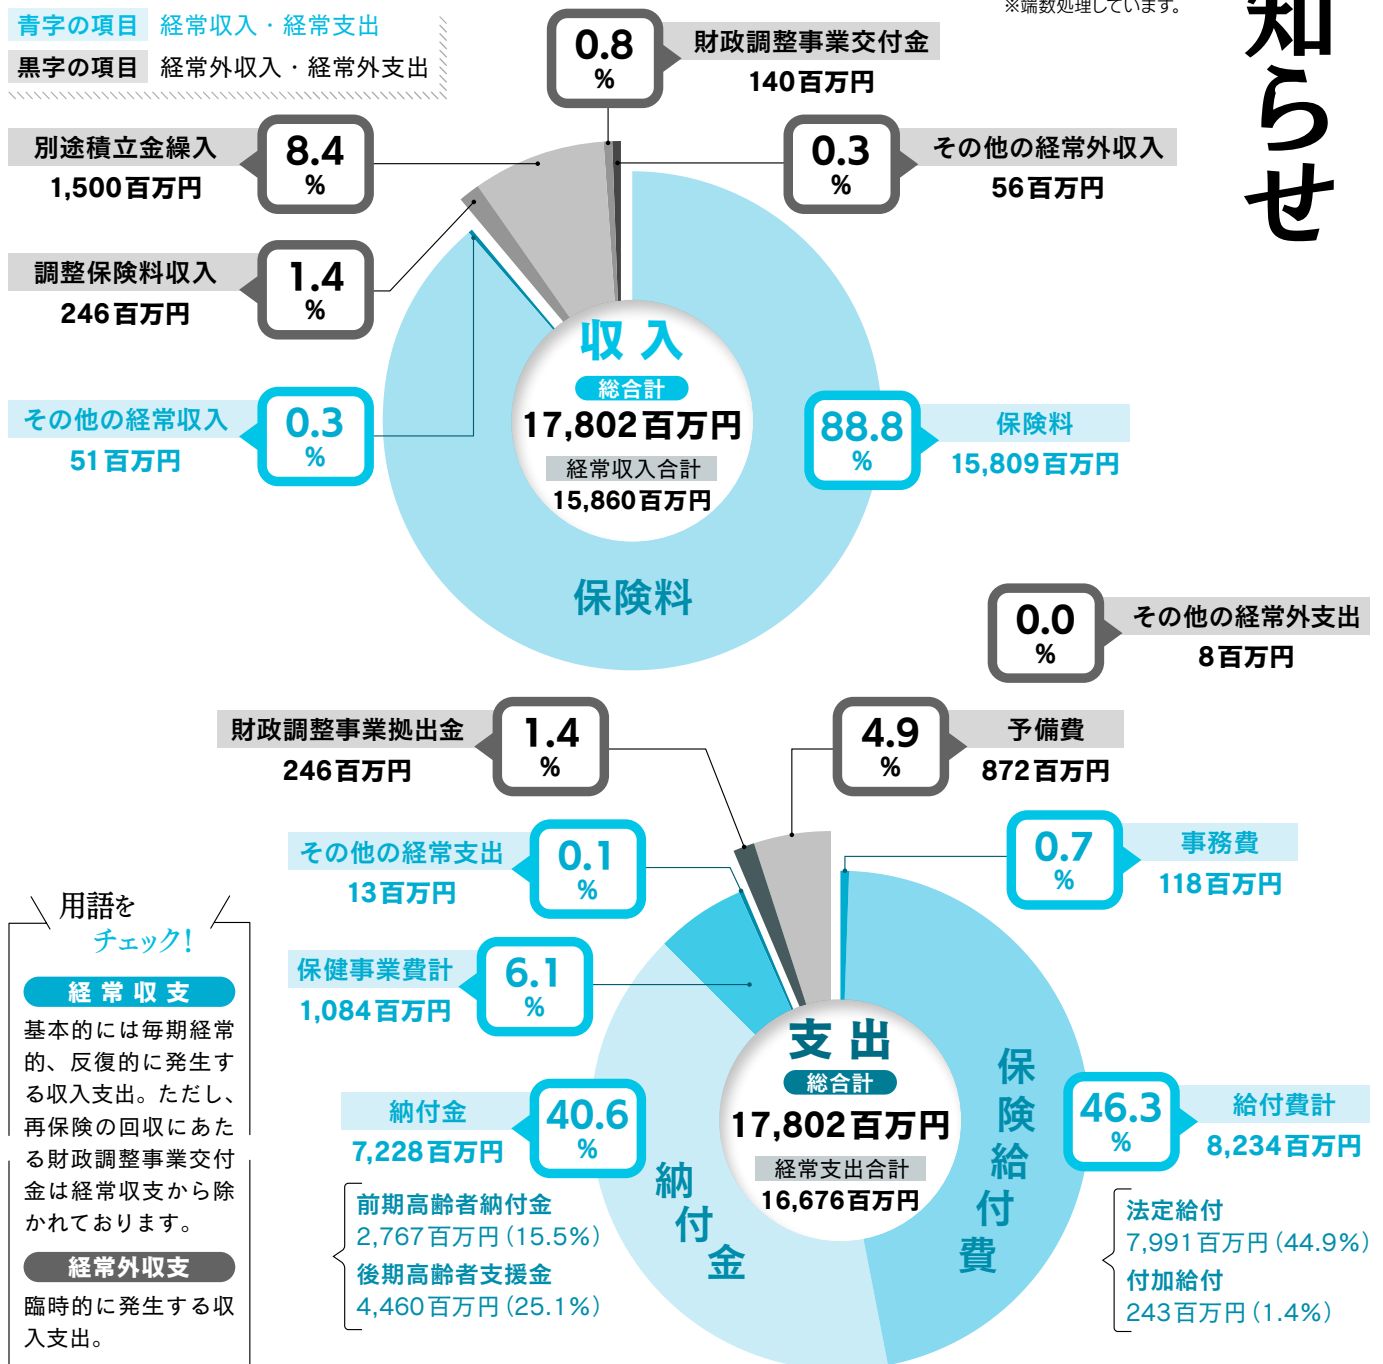 ※端数処理しています。
知らせ
青字の項目 経常収入・経常支出
黒字の項目 経常外収入・経常外支出
0.8
%
財政調整事業交付金
140百万円
別途積立金繰入
1,500百万円
8.4
%
0.3
%
その他の経常外収入
56百万円
調整保険料収入
246百万円
1.4
%
その他の経常収入
51百万円
0.3
%
収入
総合計
17,802百万円
経常収入合計
15,860百万円
88.8
%
保険料
15,809百万円
保険料
0.0
%
その他の経常外支出
8百万円
財政調整事業拠出金
246百万円
1.4
%
4.9
%
予備費
872百万円
その他の経常支出
13百万円
0.1
%
0.7
%
事務費
118百万円
保健事業費計
1,084百万円
6.1
%
支出
総合計
17,802百万円
経常支出合計
16,676百万円
保険給付費
納付金
納付金
7,228百万円
40.6
%
前期高齢者納付金
2,767百万円(15.5%)
後期高齢者支援金
4,460百万円(25.1%)
46.3
%
給付費計
8,234百万円
法定給付
7,991百万円(44.9%)
付加給付
243百万円(1.4%)
用語を
チェック!
経常収支
基本的には毎期経常
的、反復的に発生す
る収入支出。ただし、
再保険の回収にあた
る財政調整事業交付
金は経常収支から除
かれております。
経常外収支
臨時的に発生する収
入支出。